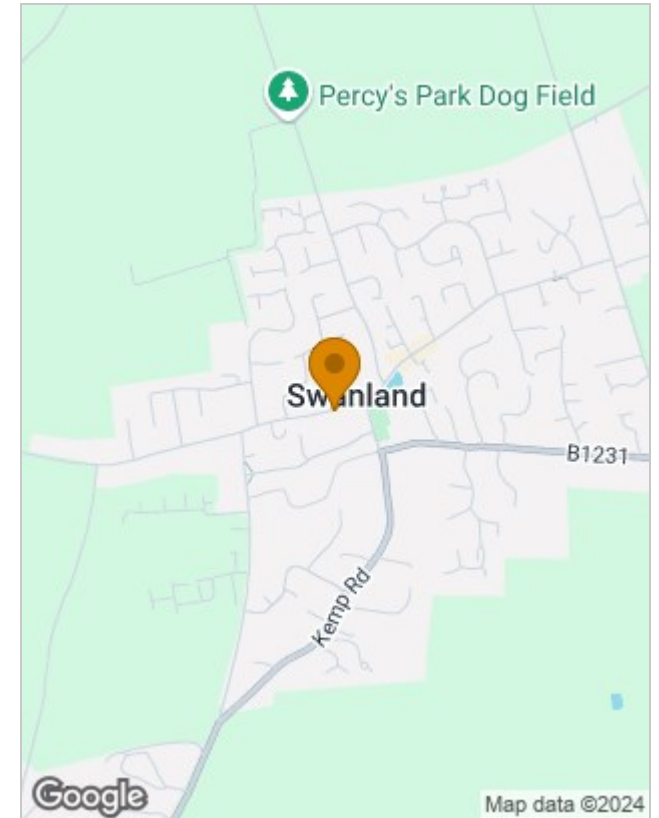 Percy's Park Dog Field
Swanland
B1231
Kemp Rd
Google
Map data ©2024